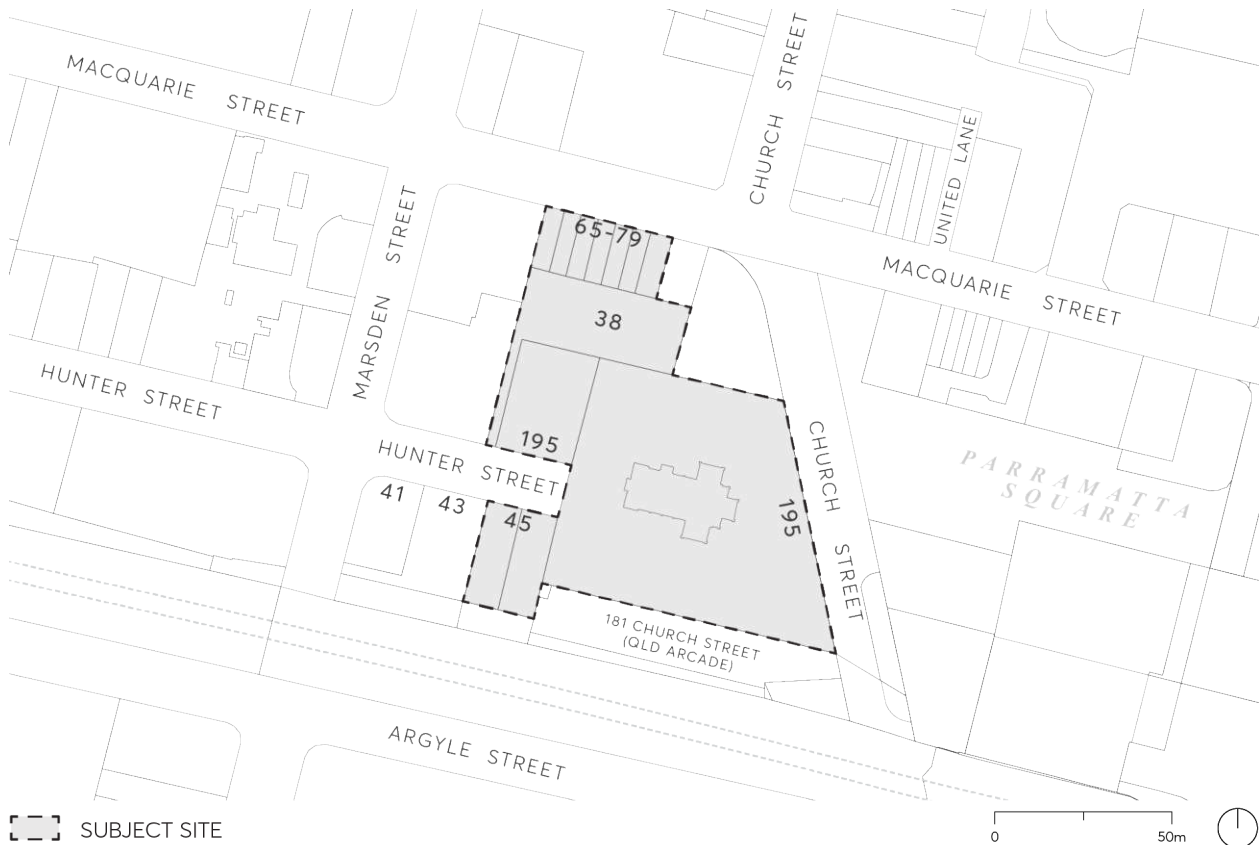 MACQUARIE STREET
CHURCH STREET
UNITED LANE
MARSDEN STREET
65-79
MACQUARIE STREET
38
HUNTER STREET
195
HUNTER STREET
CHURCH STREET
PARRAMATTA
SQUARE
41
43
45
195
181 CHURCH STREET
(QLD ARCADE)
ARGYLE STREET
SUBJECT SITE
0
50m